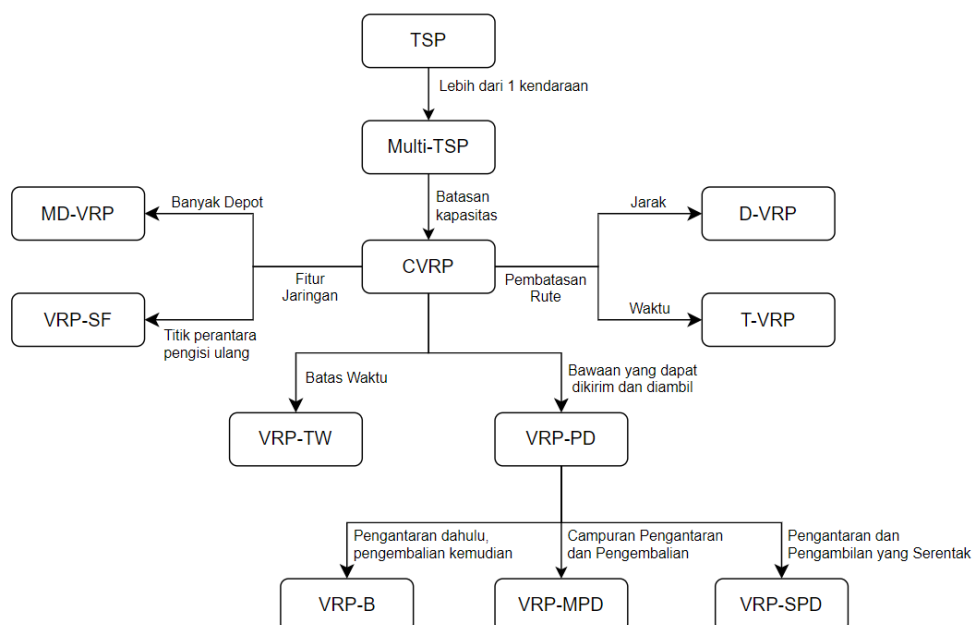 TSP
Lebih dari 1 kendaraan
Multi-TSP
Batasan
kapasitas
MD-VRP
Banyak Depot
Jarak
D-VRP
CVRP
Fitur
Jaringan
Pembatasan
Rute
VRP-SF
Titik perantara
pengisi ulang
Waktu
T-VRP
Batas Waktu
Bawaan yang dapat
dikirim dan diambil
VRP-TW
VRP-PD
Pengantaran dahulu,
pengembalian kemudian
Campuran Pengantaran
dan Pengembalian
Pengantaran dan
Pengambilan yang Serentak
VRP-B
VRP-MPD
VRP-SPD